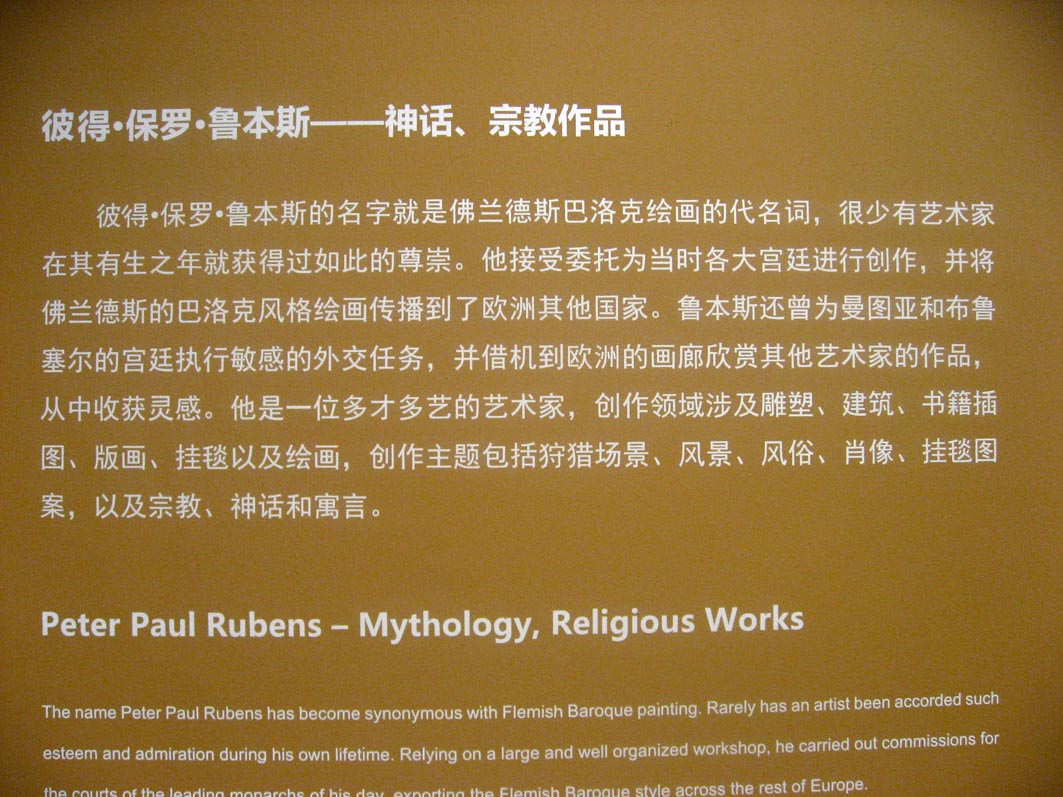 彼得·保罗·鲁本斯——神话、宗教作品
彼得·保罗·鲁本斯的名字就是佛兰德斯巴洛克绘画的代名词，很少有艺术家
在其有生之年就获得过如此的尊崇。他接受委托为当时各大宫廷进行创作，并将
佛兰德斯的巴洛克风格绘画传播到了欧洲其他国家。鲁本斯还曾为曼图亚和布鲁
塞尔的宫廷执行敏感的外交任务，并借机到欧洲的画廊欣赏其他艺术家的作品，
从中收获灵感。他是一位多才多艺的艺术家，创作领域涉及雕塑、建筑、书籍插
图、版画、挂毯以及绘画，创作主题包括狩猎场景、风景、风俗、肖像、挂毯图
案，以及宗教、神话和寓言。
Peter Paul Rubens – Mythology, Religious Works
The name Peter Paul Rubens has become synonymous with Flemish Baroque painting. Rarely has an artist been accorded such
esteem and admiration during his own lifetime. Relying on a large and well organized workshop, he carried out commissions for
the courts of the leading monarchs of his day, exporting the Flemish Baroque style across the rest of Europe.